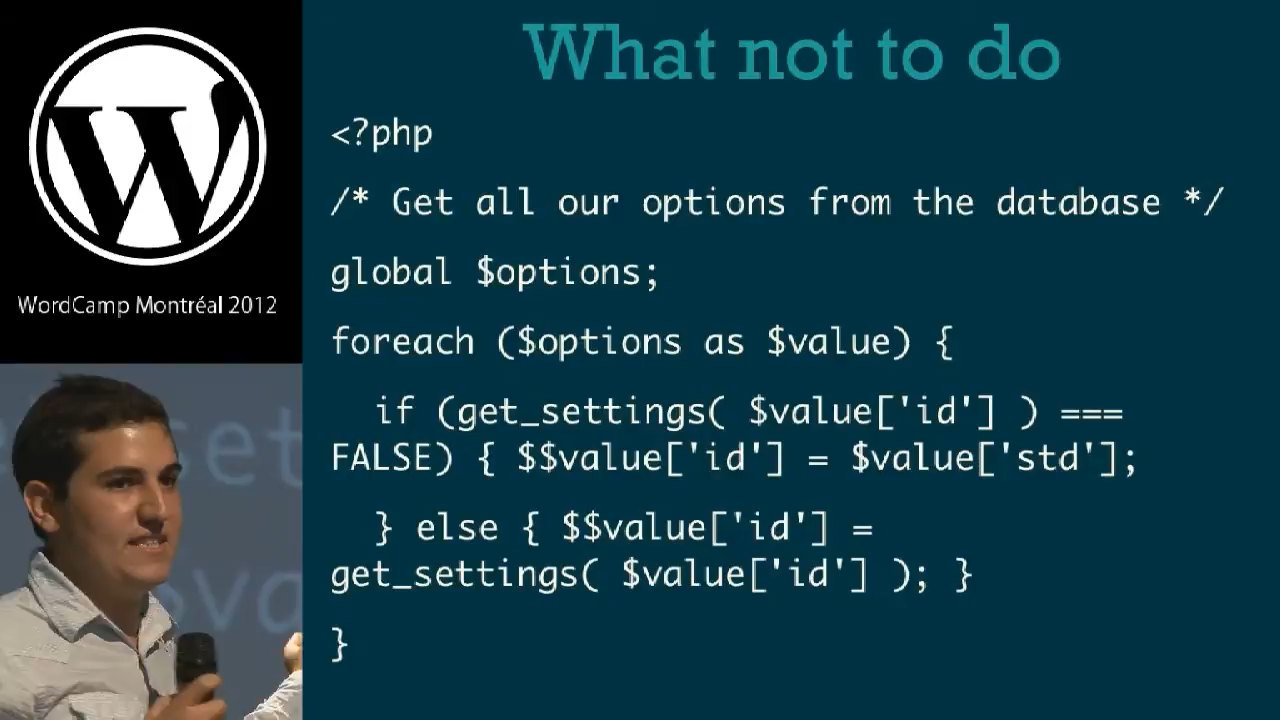 WordCamp Montréal 2012
What not to do
<?php
/* Get all our options from the database */
global $options;
foreach ($options as $value) {
if (get_settings( $value['id'] ) ===
FALSE) { $$value['id'] = $value['std'];
} else { $$value['id'] =
get_settings( $value['id'] ); }
}